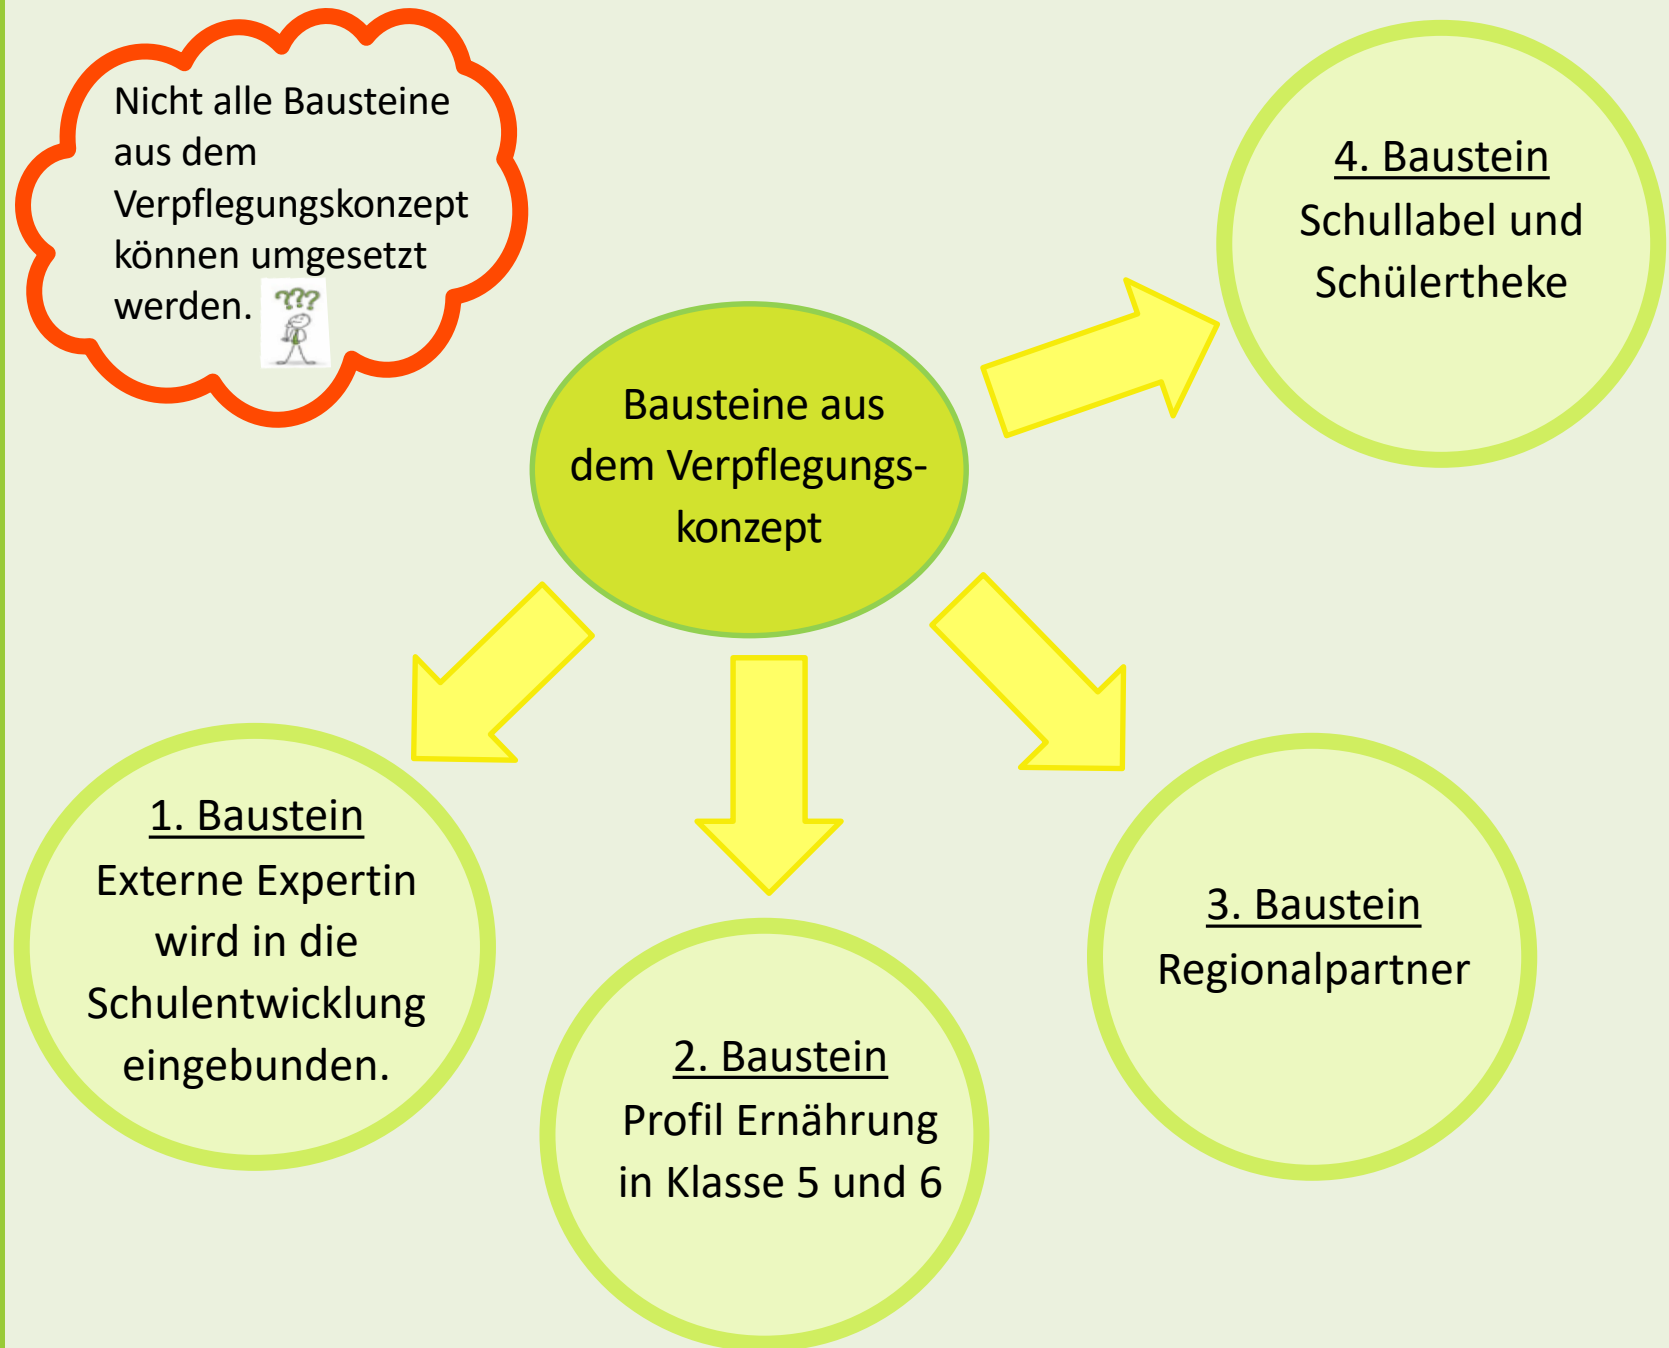 Nicht alle Bausteine
aus dem
Verpflegungskonzept
können umgesetzt
werden.
???
Bausteine aus
dem Verpflegungs-
konzept
1. Baustein
Externe Expertin
wird in die
Schulentwicklung
eingebunden.
2. Baustein
Profil Ernährung
in Klasse 5 und 6
3. Baustein
Regionalpartner
4. Baustein
Schullabel und
Schülertheke